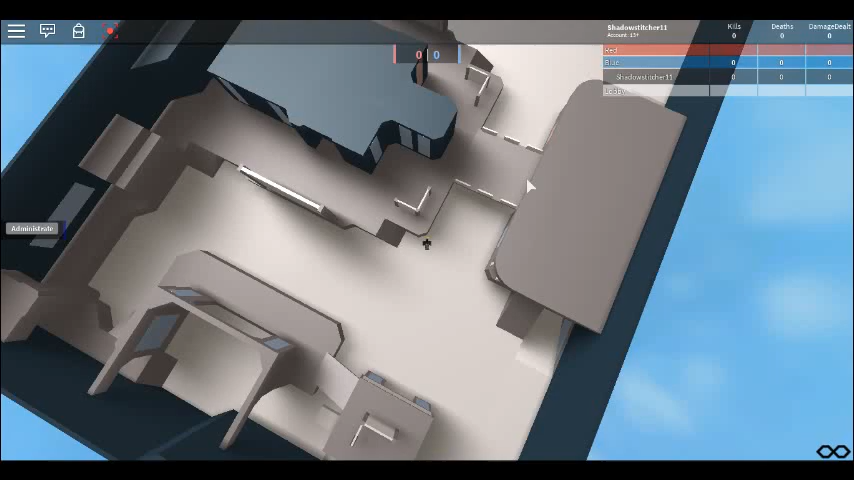 Shadowstitcher11 Kills Deaths DamageDealt
Account: 13+ 0 0 0
0 0
Red
Blue 0 0 0
Shadowstitcher11 0 0 0
Administrate